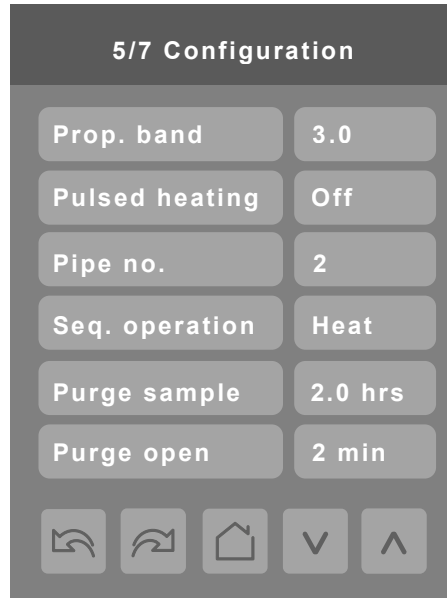 5/7 Configuration
Prop. band 3.0
Pulsed heating Off
Pipe no. 2
Seq. operation Heat
Purge sample 2.0 hrs
Purge open 2 min